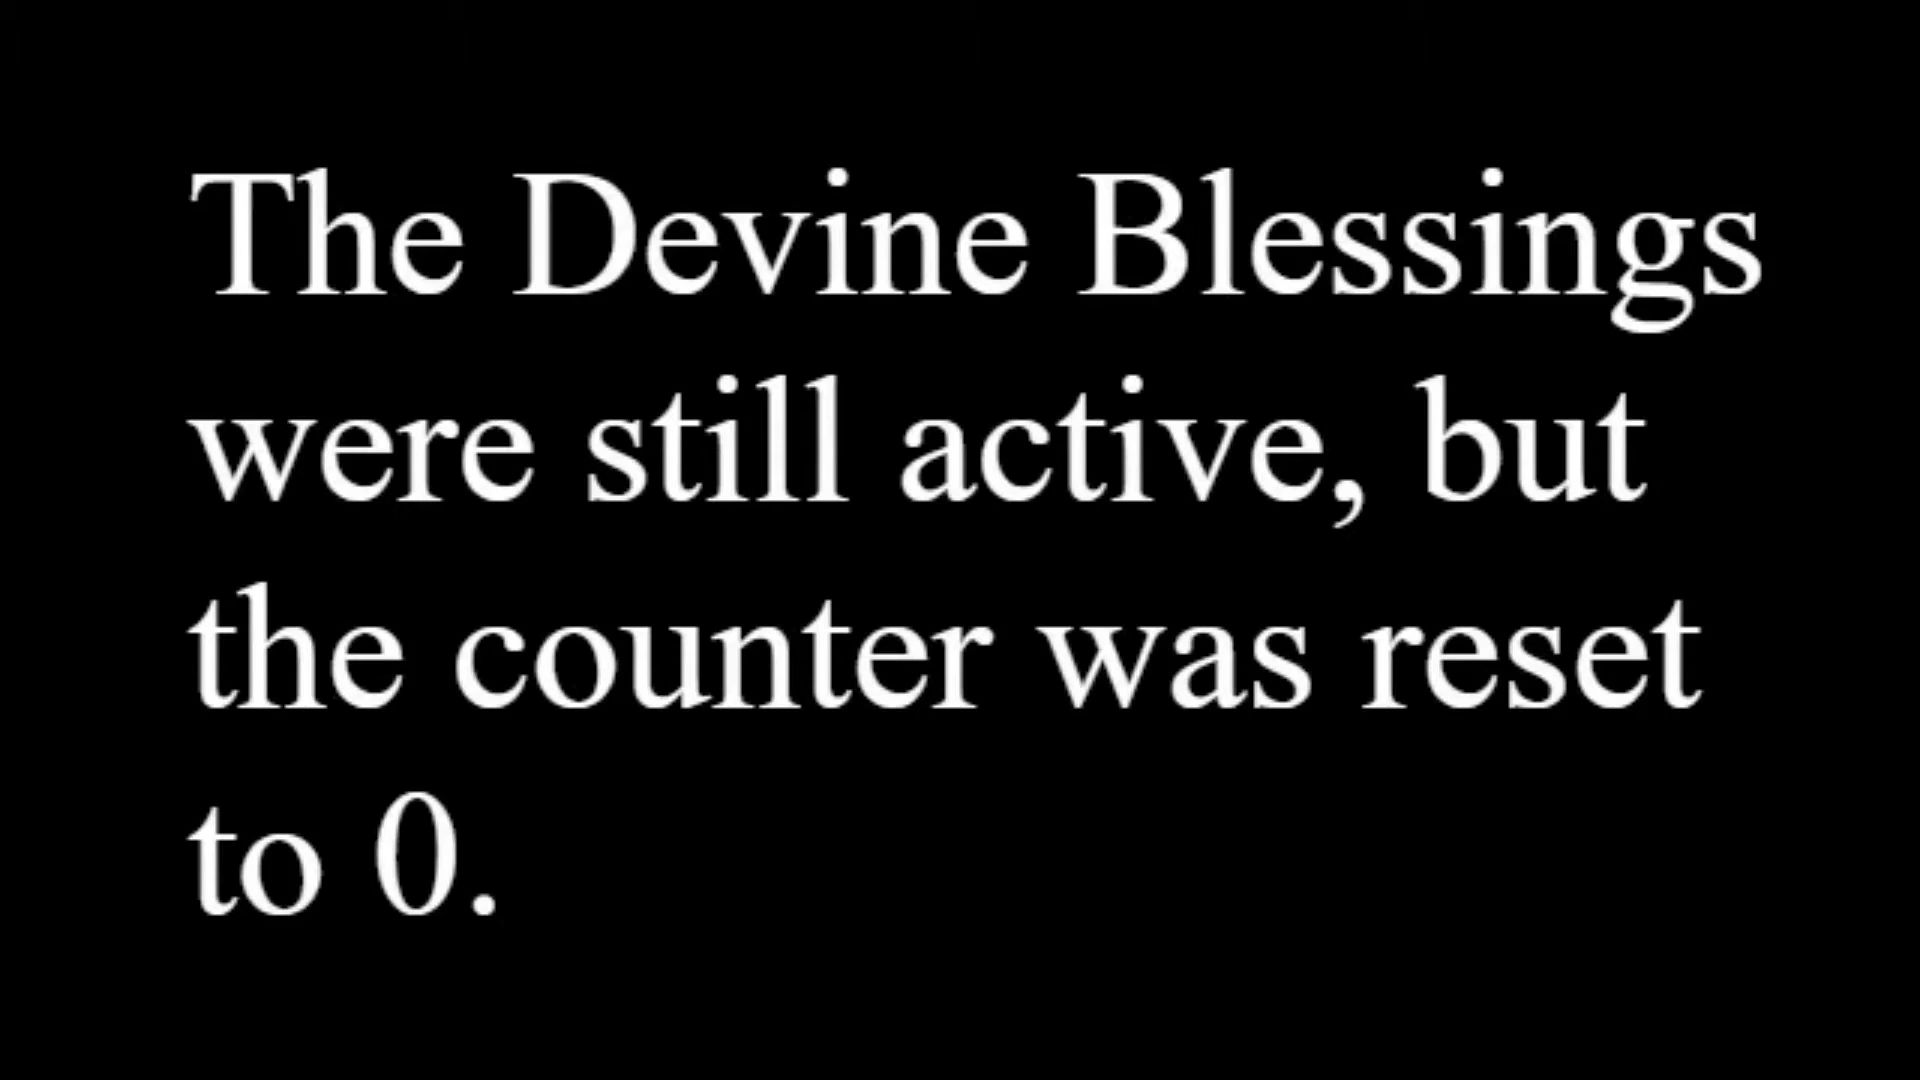 The Devine Blessings
were still active, but
the counter was reset
to 0.